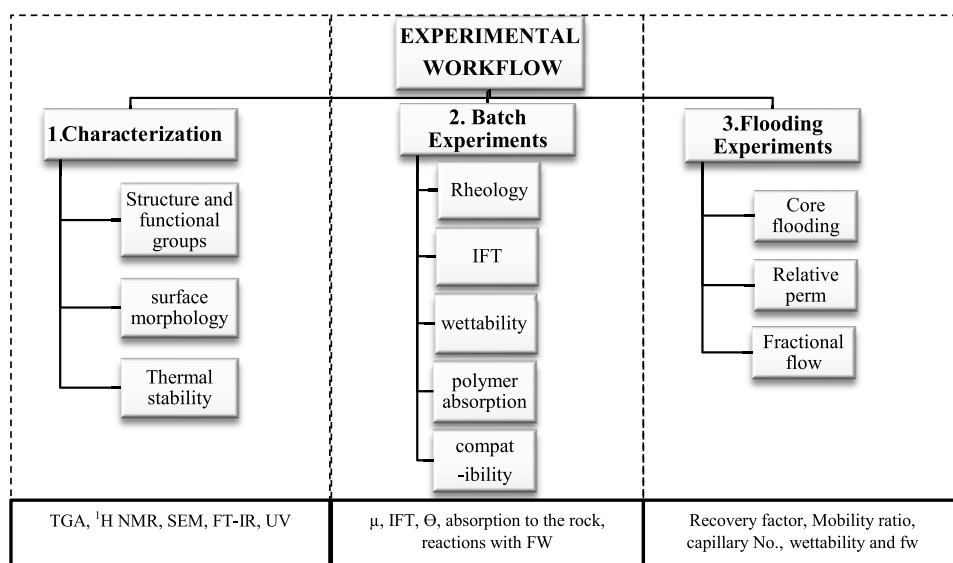 EXPERIMENTAL
WORKFLOW
1.Characterization
Structure and
functional
groups
surface
morphology
Thermal
stability
2. Batch
Experiments
Rheology
IFT
wettability
polymer
absorption
compat
-ibility
3.Flooding
Experiments
Core
flooding
Relative
perm
Fractional
flow
TGA, ¹H NMR, SEM, FT-IR, UV
µ, IFT, Ө, absorption to the rock,
reactions with FW
Recovery factor, Mobility ratio,
capillary No., wettability and fw